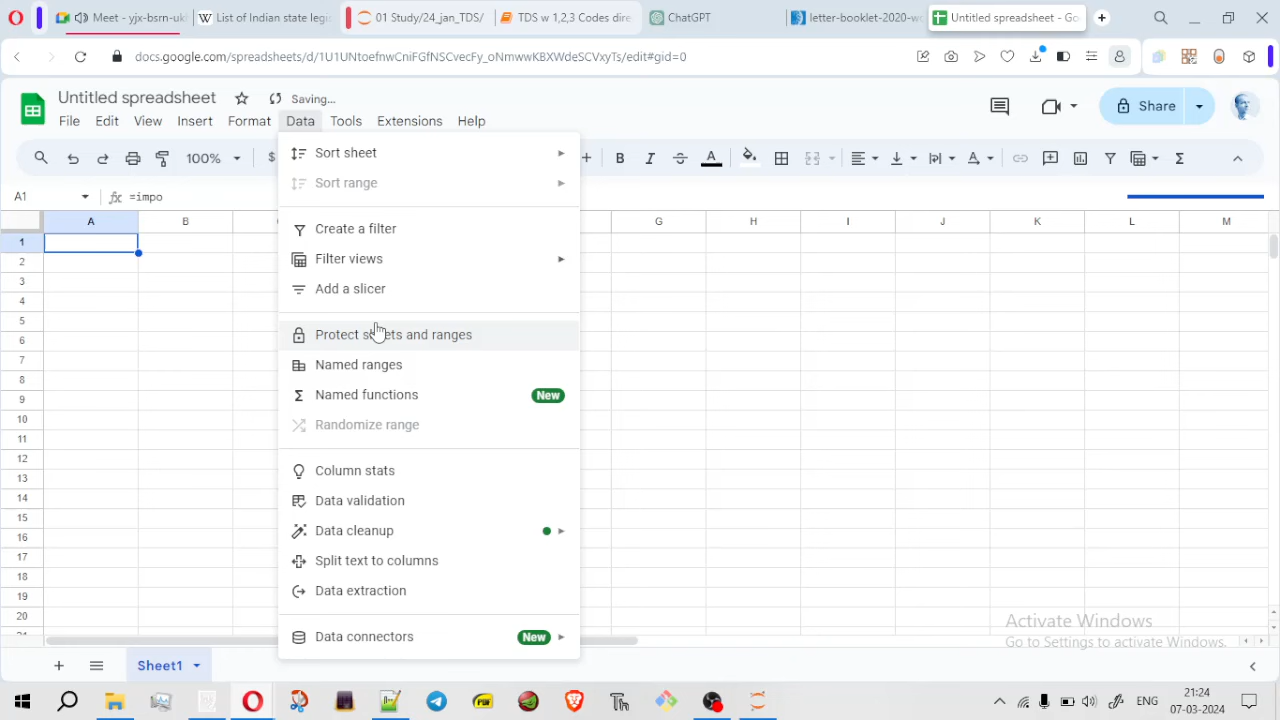 Meet - yjx-bsrn-uk
List of Indian state legi
01 Study/24_jan_TDS/
TDS w 1,2,3 Codes dire
ChatGPT
letter-booklet-2020-w
Untitled spreadsheet - Go
docs.google.com/spreadsheets/d/1U1UNtoefnwCniFGfNSCvecFy_oNmwwKBXWdeSCVxyTs/edit#gid=0
Untitled spreadsheet
Saving...
File Edit View Insert Format Data Tools Extensions Help
Share
100%
$
B I A
A1
fx =impo
A B G H I J K L M
1
2
3
4
5
6
7
8
9
10
11
12
13
14
15
16
17
18
19
20
21
Sort sheet
Sort range
Create a filter
Filter views
Add a slicer
Protect sheets and ranges
Named ranges
Named functions New
Randomize range
Column stats
Data validation
Data cleanup
Split text to columns
Data extraction
Data connectors New
Activate Windows
Go to Settings to activate Windows.
Sheet1
ENG
21:24
07-03-2024